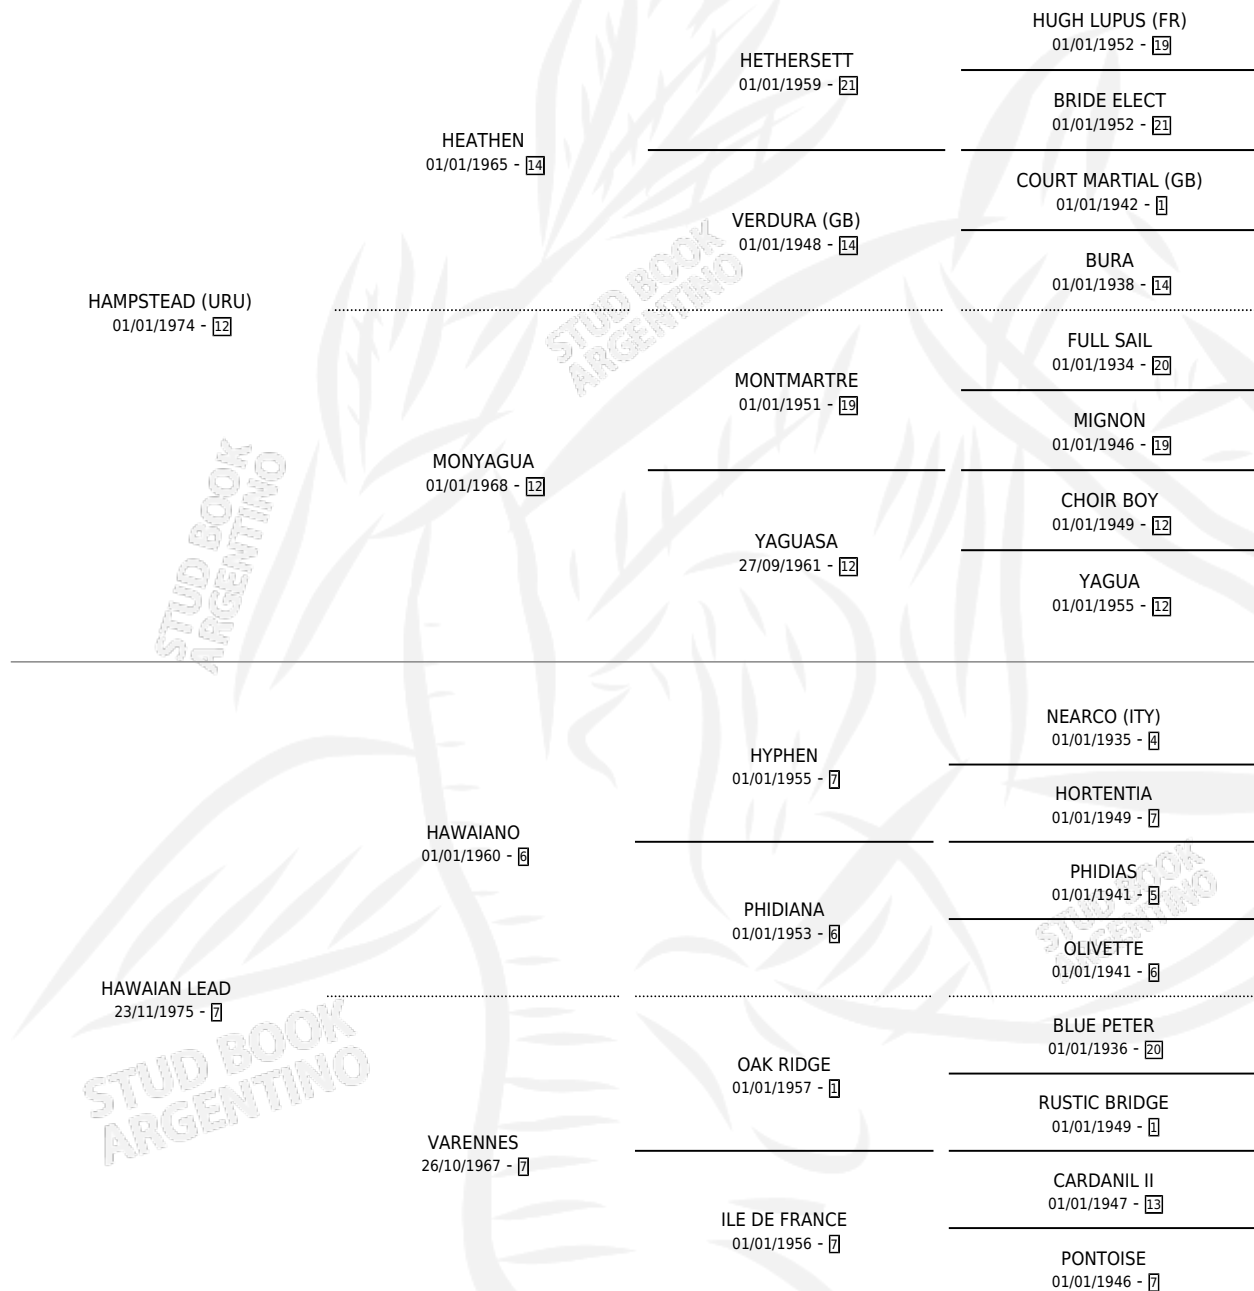 HUGH LUPUS (FR)
01/01/1952 - 19
HETHERSETT
01/01/1959 - 21
BRIDE ELECT
01/01/1952 - 21
HEATHEN
01/01/1965 - 14
COURT MARTIAL (GB)
01/01/1942 - 1
VERDURA (GB)
01/01/1948 - 14
BURA
01/01/1938 - 14
HAMPSTEAD (URU)
01/01/1974 - 12
FULL SAIL
01/01/1934 - 20
MONTMARTRE
01/01/1951 - 19
MIGNON
01/01/1946 - 19
MONYAGUA
01/01/1968 - 12
CHOIR BOY
01/01/1949 - 12
YAGUASA
27/09/1961 - 12
YAGUA
01/01/1955 - 12
STUD BOOK
ARGENTINO
STUD BOOK
ARGENTINO
NEARCO (ITY)
01/01/1935 - 4
HYPHEN
01/01/1955 - 7
HORTENTIA
01/01/1949 - 7
HAWAIANO
01/01/1960 - 6
PHIDIAS
01/01/1941 - 5
PHIDIANA
01/01/1953 - 6
OLIVETTE
01/01/1941 - 6
STUD BOOK
ARGENTINO
HAWAIAN LEAD
23/11/1975 - 7
BLUE PETER
01/01/1936 - 20
OAK RIDGE
01/01/1957 - 1
RUSTIC BRIDGE
01/01/1949 - 1
STUD BOOK
ARGENTINO
VARENNES
26/10/1967 - 7
CARDANIL II
01/01/1947 - 13
ILE DE FRANCE
01/01/1956 - 7
PONTOISE
01/01/1946 - 7